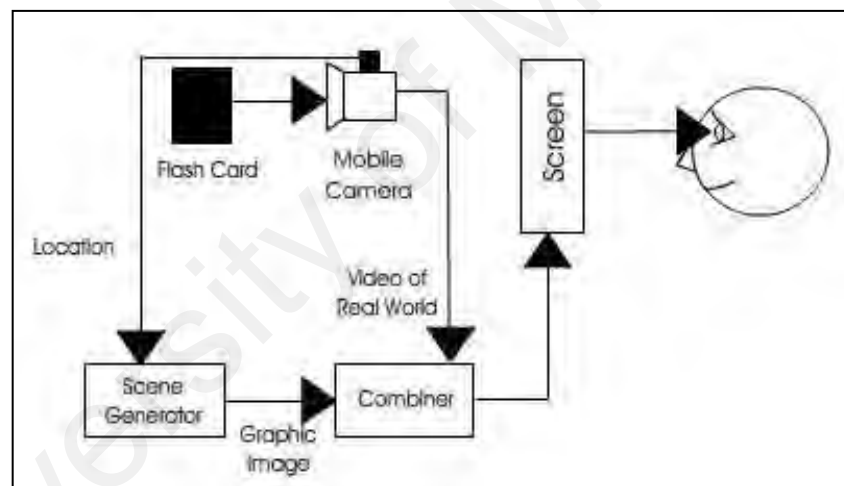 Flash Card
Mobile
Camera
Screen
Location
Video of
Real World
Scene
Generator
Graphic
Image
Combiner